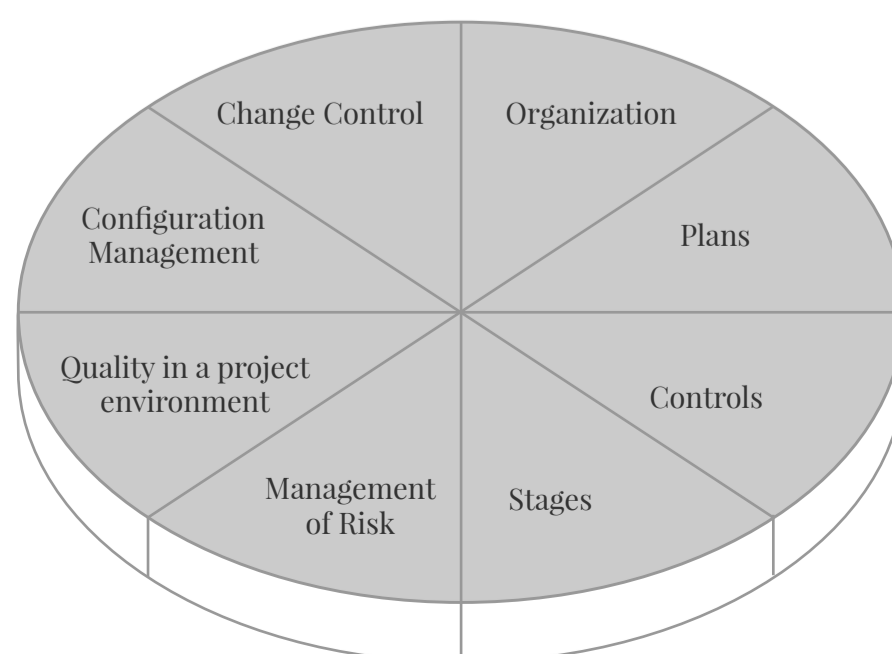 Change Control
Organization
Configuration
Management
Plans
Quality in a project
environment
Controls
Management
of Risk
Stages